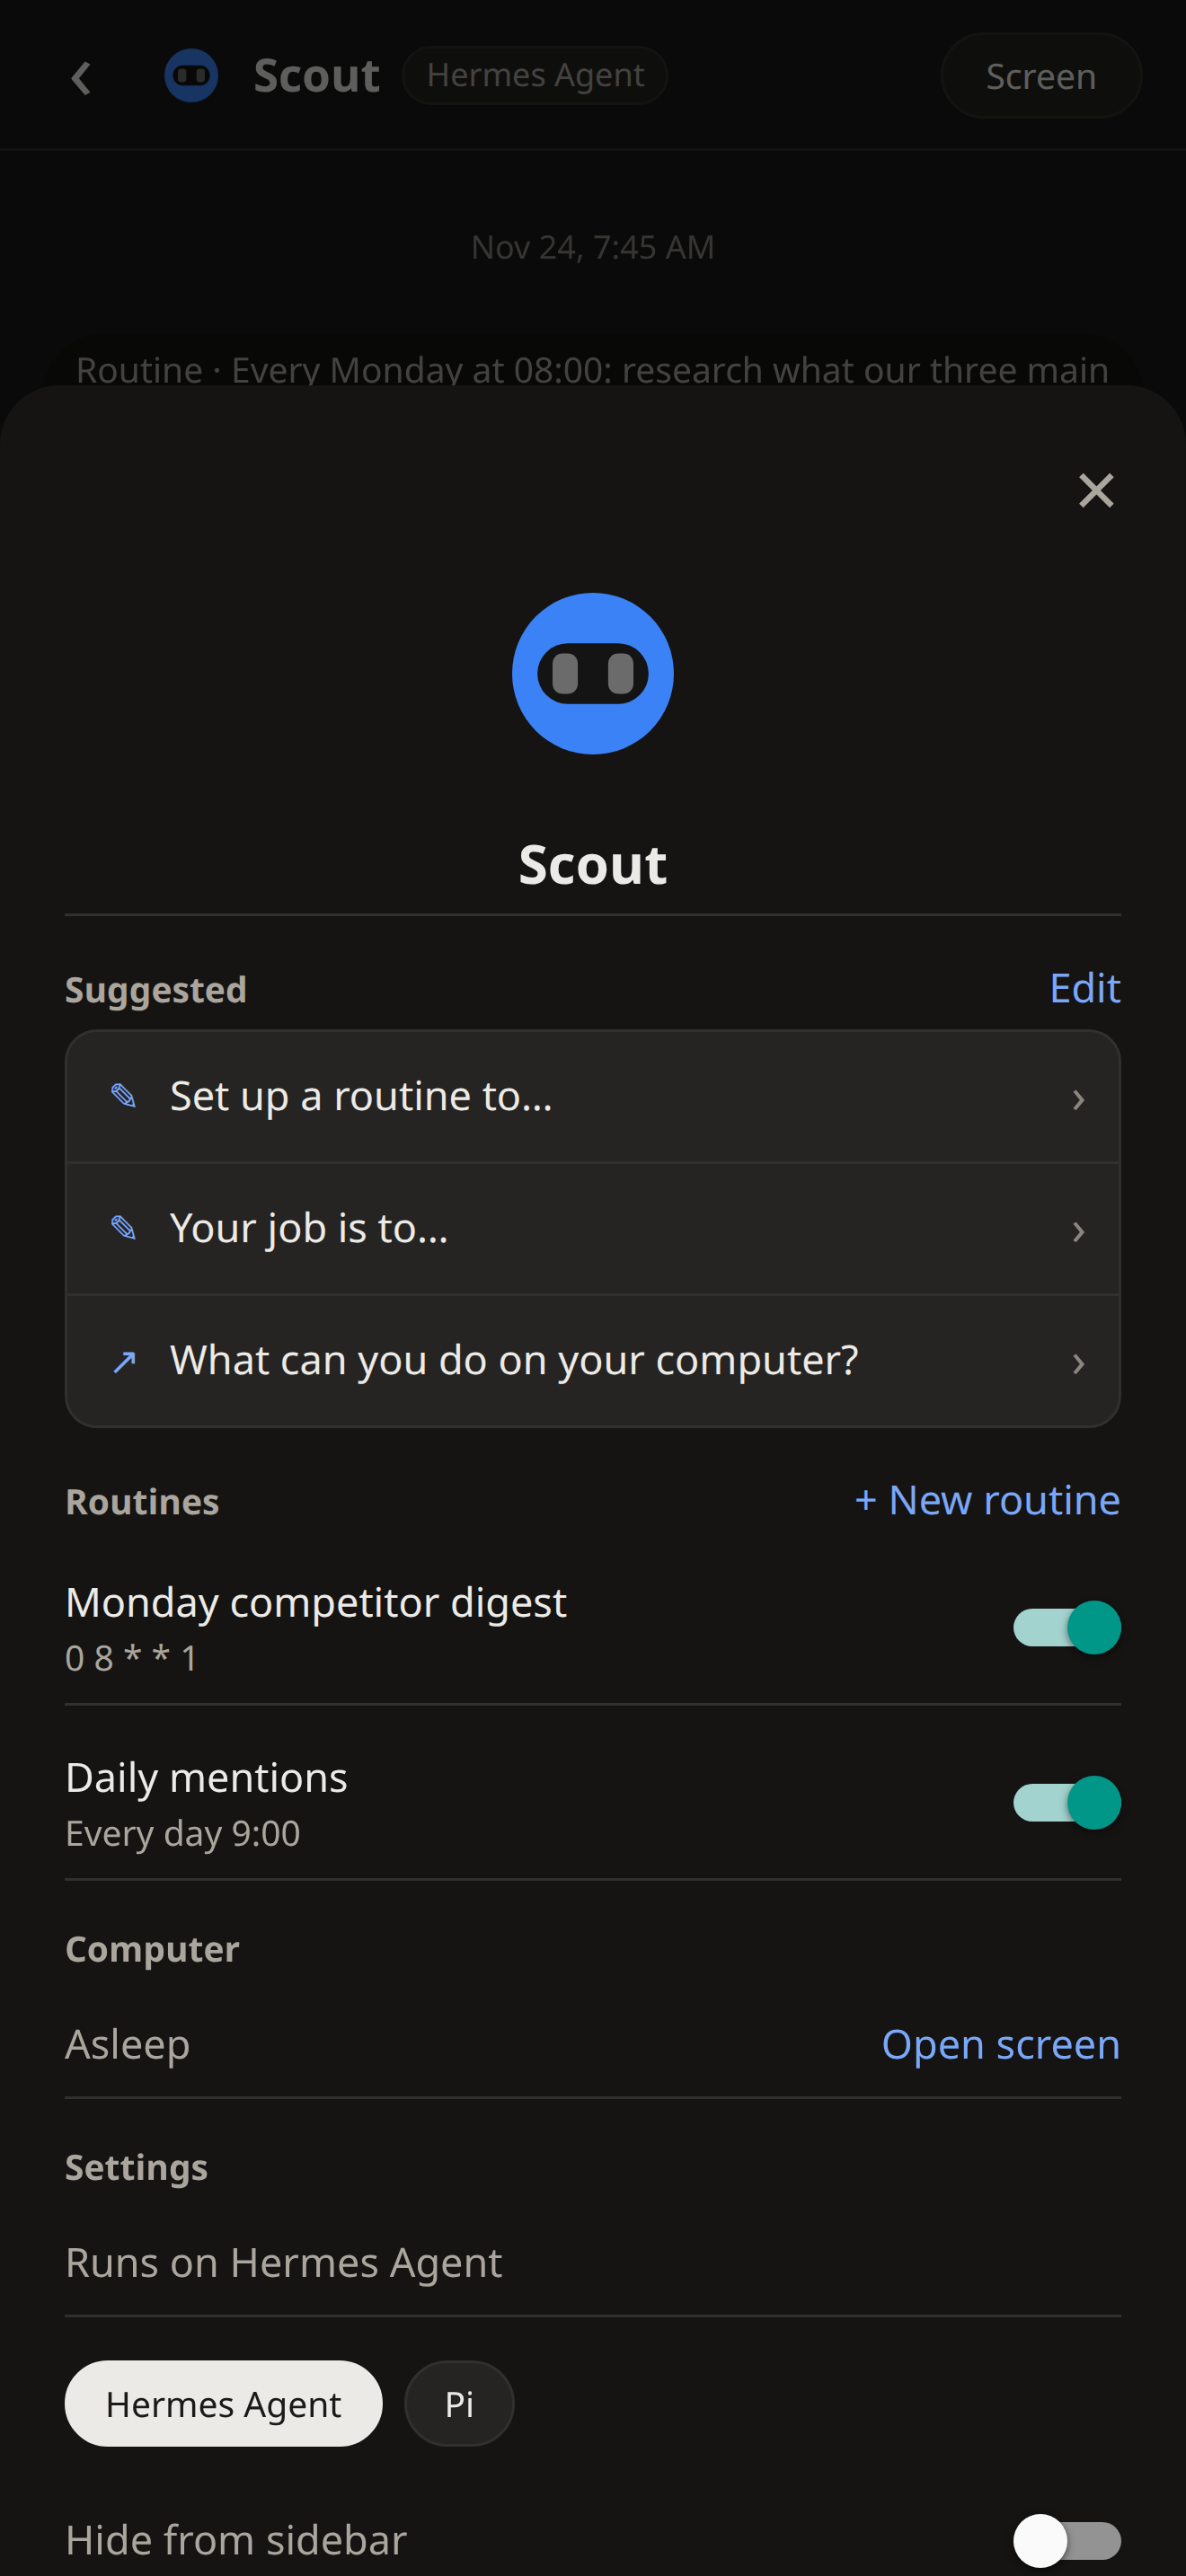 Scout
Hermes Agent
Screen
Nov 24, 7:45 AM
Routine · Every Monday at 08:00: research what our three main
Scout
Suggested
Edit
Set up a routine to...
Your job is to...
What can you do on your computer?
Routines
+ New routine
Monday competitor digest
0 8 * * 1
Daily mentions
Every day 9:00
Computer
Asleep
Open screen
Settings
Runs on Hermes Agent
Hermes Agent
Pi
Hide from sidebar